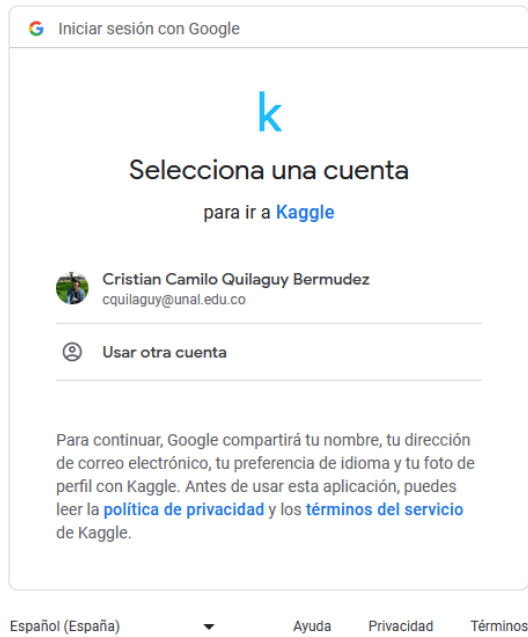 Iniciar sesión con Google
k
Selecciona una cuenta
para ir a Kaggle
Cristian Camilo Quilaguy Bermudez
cquilaguy@unal.edu.co
Usar otra cuenta
Para continuar, Google compartirá tu nombre, tu dirección
de correo electrónico, tu preferencia de idioma y tu foto de
perfil con Kaggle. Antes de usar esta aplicación, puedes
leer la política de privacidad y los términos del servicio
de Kaggle.
Español (España) Ayuda Privacidad Términos